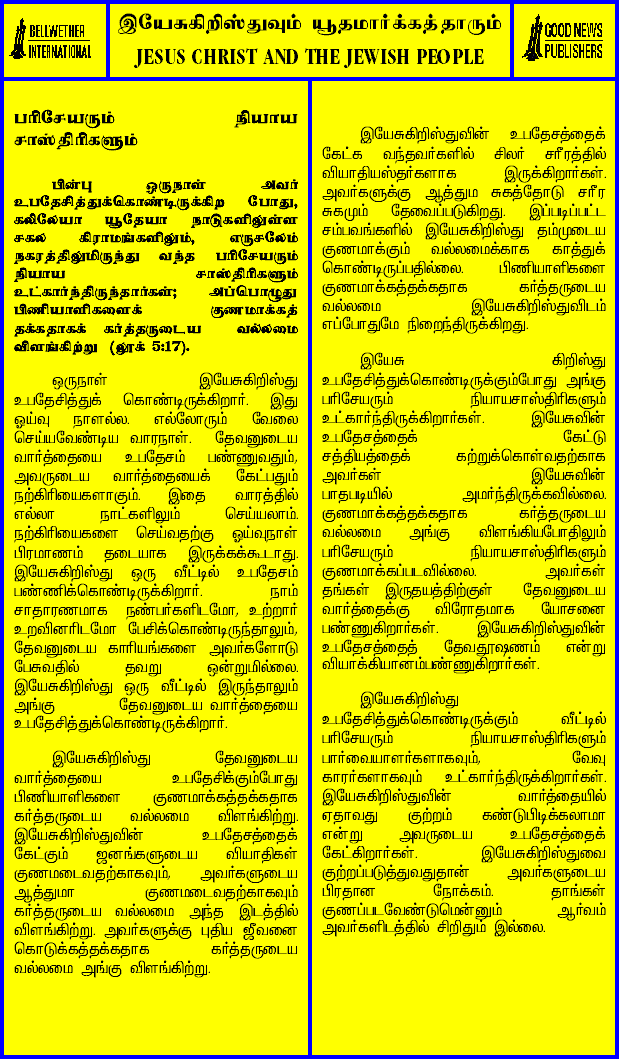 BELLWETHER
INTERNATIONAL
இயேசுகிறிஸ்துவும் யூதமார்க்கத்தாரும்
JESUS CHRIST AND THE JEWISH PEOPLE
GOOD NEWS
PUBLISHERS
பரிசேயரும் நியாய
சாஸ்திரிகளும்
பின்பு ஒருநாள் அவர்
உபதேசித்துக்கொண்டிருக்கிற போது,
கலிலேயா யூதேயா நாடுகளிலுள்ள
சகல கிராமங்களிலும், எருசலேம்
நகரத்திலுமிருந்து வந்த பரிசேயரும்
நியாய சாஸ்திரிகளும்
உட்கார்ந்திருந்தார்கள்; அப்பொழுது
பிணியாளிகளைக் குணமாக்கத்
தக்கதாகக் கர்த்தருடைய வல்லமை
விளங்கிற்று (லூக் 5:17).
ஒருநாள் இயேசுகிறிஸ்து
உபதேசித்துக் கொண்டிருக்கிறார். இது
ஓய்வு நாளல்ல. எல்லோரும் வேலை
செய்யவேண்டிய வாரநாள். தேவனுடைய
வார்த்தையை உபதேசம் பண்ணுவதும்,
அவருடைய வார்த்தையைக் கேட்பதும்
நற்கிரியைகளாகும். இதை வாரத்தில்
எல்லா நாட்களிலும் செய்யலாம்.
நற்கிரியைகளை செய்வதற்கு ஓய்வுநாள்
பிரமாணம் தடையாக இருக்கக்கூடாது.
இயேசுகிறிஸ்து ஒரு வீட்டில் உபதேசம்
பண்ணிக்கொண்டிருக்கிறார். நாம்
சாதாரணமாக நண்பர்களிடமோ, உற்றார்
உறவினரிடமோ பேசிக்கொண்டிருந்தாலும்,
தேவனுடைய காரியங்களை அவர்களோடு
பேசுவதில் தவறு ஒன்றுமில்லை.
இயேசுகிறிஸ்து ஒரு வீட்டில் இருந்தாலும்
அங்கு தேவனுடைய வார்த்தையை
உபதேசித்துக்கொண்டிருக்கிறார்.
இயேசுகிறிஸ்து தேவனுடைய
வார்த்தையை உபதேசிக்கும்போது
பிணியாளிகளை குணமாக்கத்தக்கதாக
கர்த்தருடைய வல்லமை விளங்கிற்று.
இயேசுகிறிஸ்துவின் உபதேசத்தைக்
கேட்கும் ஜனங்களுடைய வியாதிகள்
குணமடைவதற்காகவும், அவர்களுடைய
ஆத்துமா குணமடைவதற்காகவும்
கர்த்தருடைய வல்லமை அந்த இடத்தில்
விளங்கிற்று. அவர்களுக்கு புதிய ஜீவனை
கொடுக்கத்தக்கதாக கர்த்தருடைய
வல்லமை அங்கு விளங்கிற்று.
இயேசுகிறிஸ்துவின் உபதேசத்தைக்
கேட்க வந்தவர்களில் சிலர் சரீரத்தில்
வியாதியஸ்தர்களாக இருக்கிறார்கள்.
அவர்களுக்கு ஆத்தும சுகத்தோடு சரீர
சுகமும் தேவைப்படுகிறது. இப்படிப்பட்ட
சம்பவங்களில் இயேசுகிறிஸ்து தம்முடைய
குணமாக்கும் வல்லமைக்காக காத்துக்
கொண்டிருப்பதில்லை. பிணியாளிகளை
குணமாக்கத்தக்கதாக கர்த்தருடைய
வல்லமை இயேசுகிறிஸ்துவிடம்
எப்போதுமே நிறைந்திருக்கிறது.
இயேசு கிறிஸ்து
உபதேசித்துக்கொண்டிருக்கும்போது அங்கு
பரிசேயரும் நியாயசாஸ்திரிகளும்
உட்கார்ந்திருக்கிறார்கள். இயேசுவின்
உபதேசத்தைக் கேட்டு
சத்தியத்தைக் கற்றுக்கொள்வதற்காக
அவர்கள் இயேசுவின்
பாதபடியில் அமர்ந்திருக்கவில்லை.
குணமாக்கத்தக்கதாக கர்த்தருடைய
வல்லமை அங்கு விளங்கியபோதிலும்
பரிசேயரும் நியாயசாஸ்திரிகளும்
குணமாக்கப்படவில்லை. அவர்கள்
தங்கள் இருதயத்திற்குள் தேவனுடைய
வார்த்தைக்கு விரோதமாக யோசனை
பண்ணுகிறார்கள். இயேசுகிறிஸ்துவின்
உபதேசத்தைத் தேவதூஷணம் என்று
வியாக்கியானம்பண்ணுகிறார்கள்.
இயேசுகிறிஸ்து
உபதேசித்துக்கொண்டிருக்கும் வீட்டில்
பரிசேயரும் நியாயசாஸ்திரிகளும்
பார்வையாளர்களாகவும், வேவு
காரர்களாகவும் உட்கார்ந்திருக்கிறார்கள்.
இயேசுகிறிஸ்துவின் வார்த்தையில்
ஏதாவது குற்றம் கண்டுபிடிக்கலாமா
என்று அவருடைய உபதேசத்தைக்
கேட்கிறார்கள். இயேசுகிறிஸ்துவை
குற்றப்படுத்துவதுதான் அவர்களுடைய
பிரதான நோக்கம். தாங்கள்
குணப்படவேண்டுமென்னும் ஆர்வம்
அவர்களிடத்தில் சிறிதும் இல்லை.